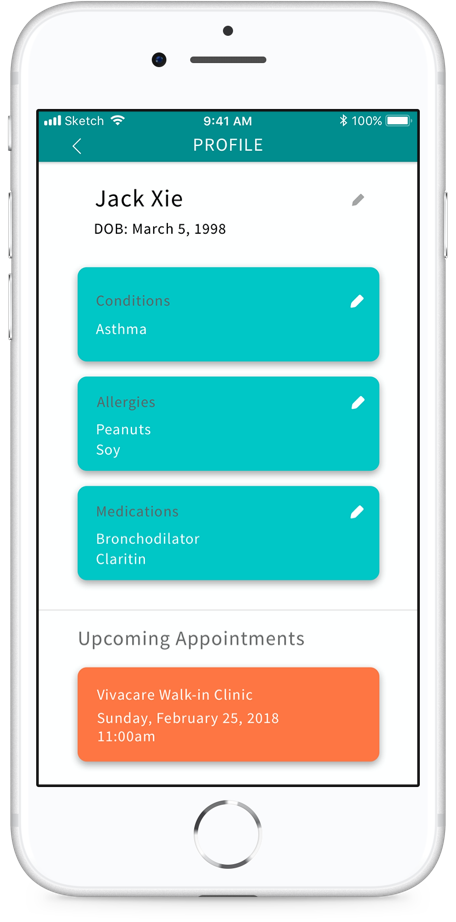 Sketch 9:41 AM 100%
PROFILE
Jack Xie
DOB: March 5, 1998
Conditions
Asthma
Allergies
Peanuts
Soy
Medications
Bronchodilator
Claritin
Upcoming Appointments
Vivacare Walk-in Clinic
Sunday, February 25, 2018
11:00am